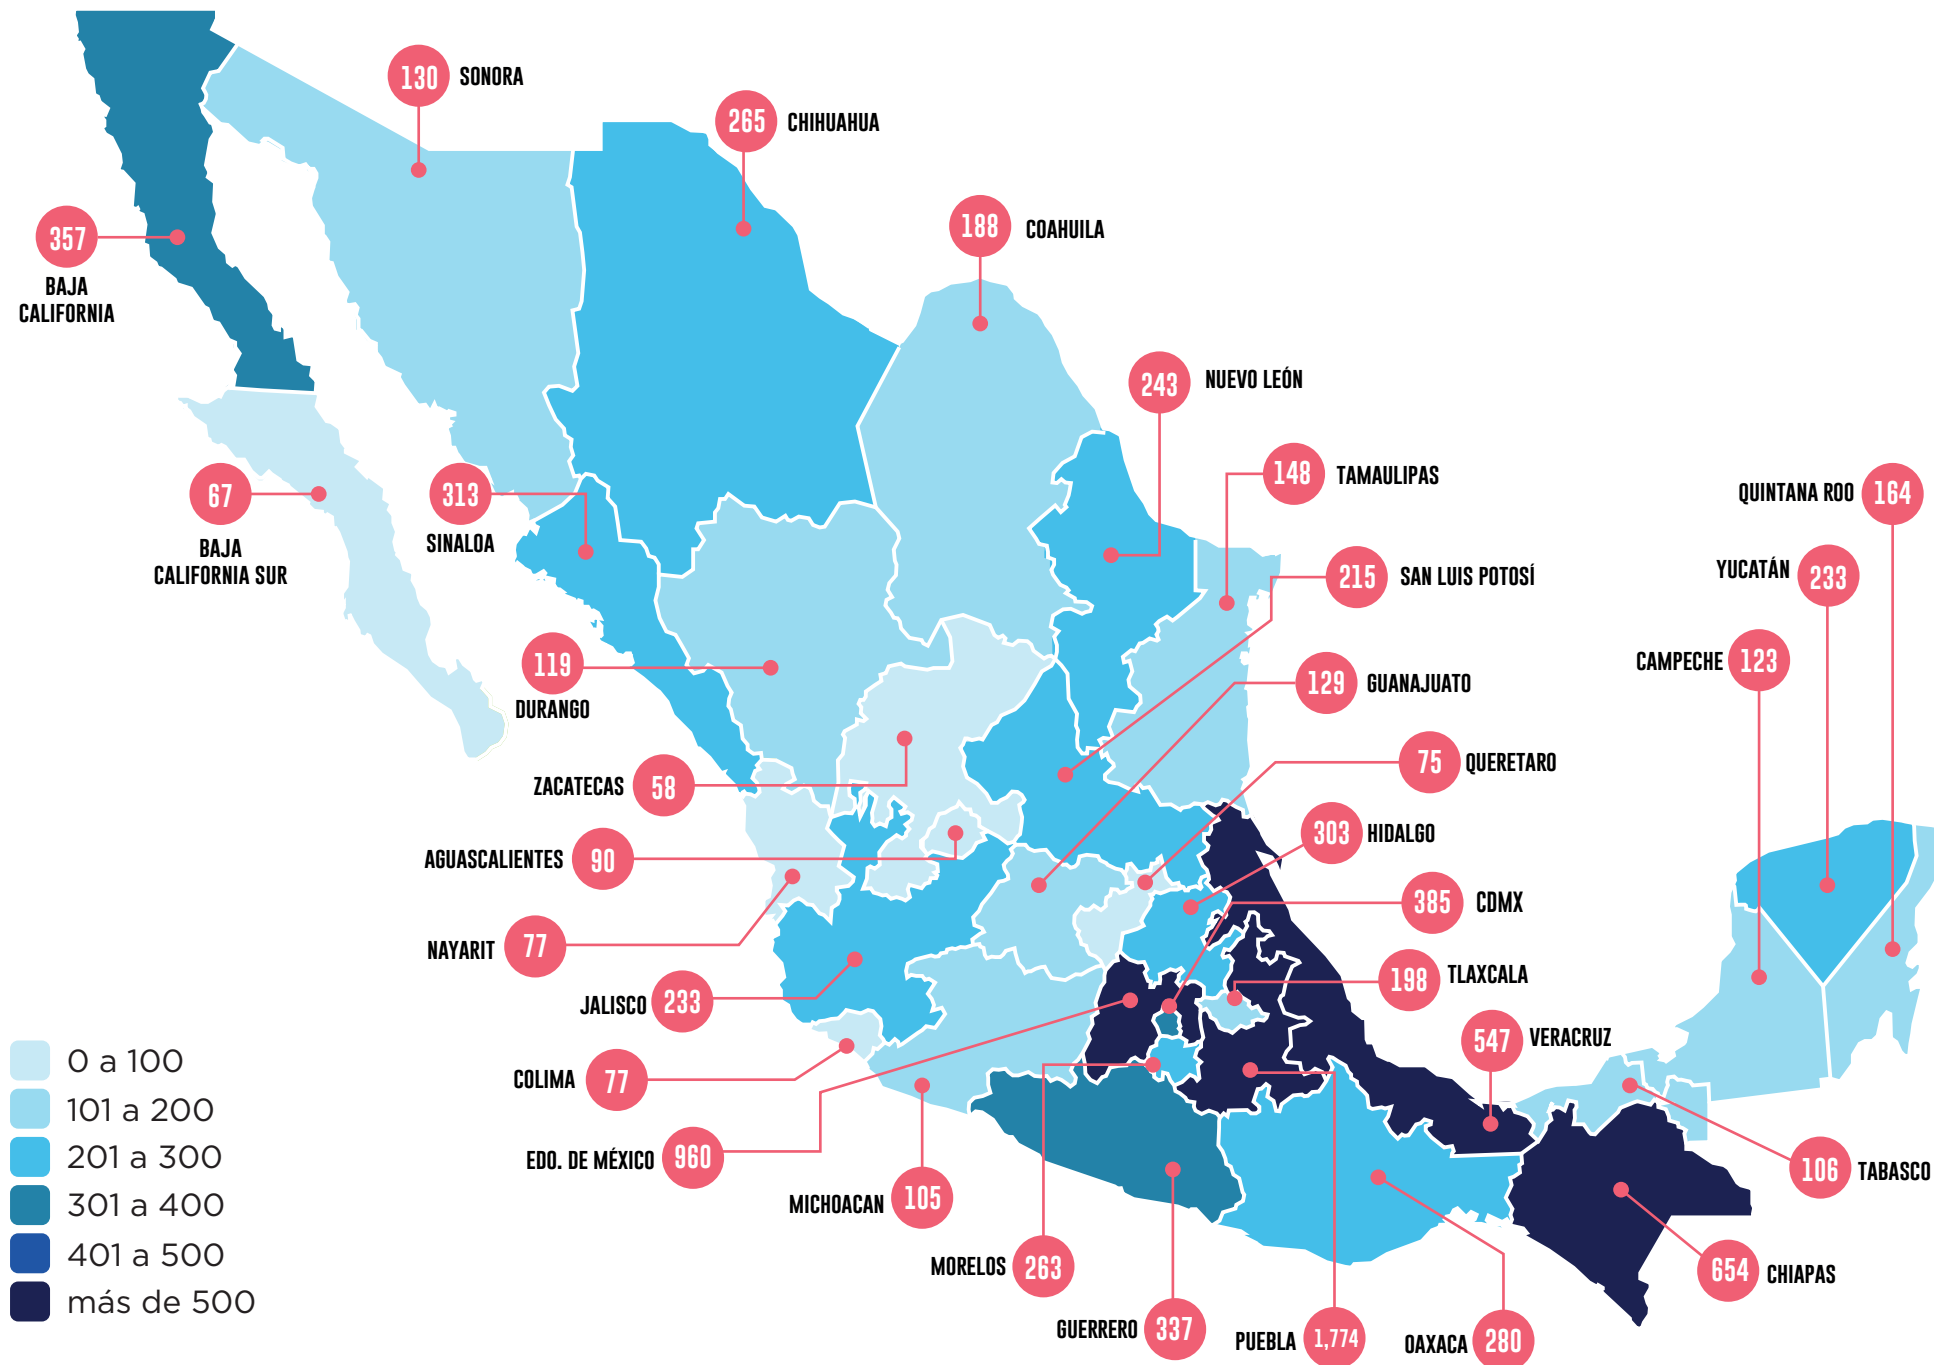 130 SONORA
265 CHIHUAHUA
357
BAJA
CALIFORNIA
188 COAHUILA
243 NUEVO LEÓN
67
BAJA
CALIFORNIA SUR
313
SINALOA
148 TAMAULIPAS
QUINTANA ROO 164
215 SAN LUIS POTOSÍ
YUCATÁN 233
119
DURANGO
129 GUANAJUATO
CAMPECHE 123
ZACATECAS 58
75 QUERETARO
AGUASCALIENTES 90
303 HIDALGO
385 CDMX
NAYARIT 77
198 TLAXCALA
JALISCO 233
547 VERACRUZ
COLIMA 77
EDO. DE MÉXICO 960
MICHOACAN 105
106 TABASCO
MORELOS 263
654 CHIAPAS
GUERRERO 337
PUEBLA 1,774
OAXACA 280
0 a 100
101 a 200
201 a 300
301 a 400
401 a 500
más de 500